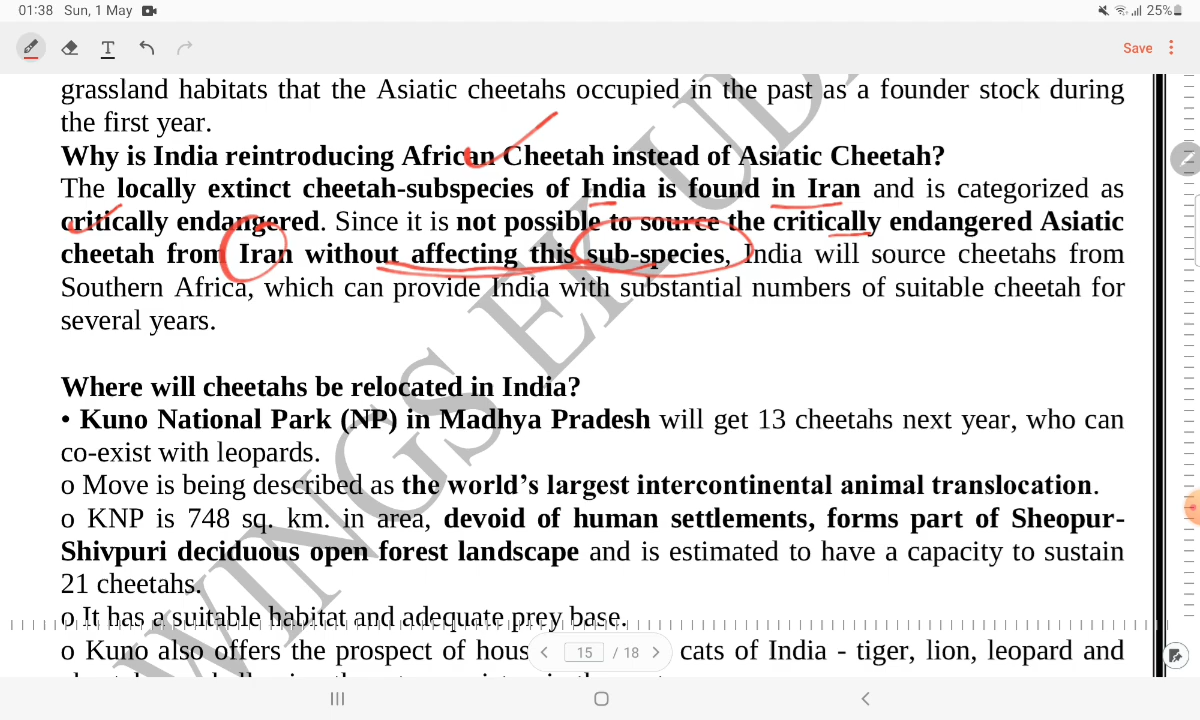 01:38 Sun, 1 May
25%
T
Save
grassland habitats that the Asiatic cheetahs occupied in the past as a founder stock during
the first year.
Why is India reintroducing African Cheetah instead of Asiatic Cheetah?
The locally extinct cheetah-subspecies of India is found in Iran and is categorized as
critically endangered. Since it is not possible to source the critically endangered Asiatic
cheetah from Iran without affecting this sub-species, India will source cheetahs from
Southern Africa, which can provide India with substantial numbers of suitable cheetah for
several years.
Where will cheetahs be relocated in India?
• Kuno National Park (NP) in Madhya Pradesh will get 13 cheetahs next year, who can
co-exist with leopards.
o Move is being described as the world’s largest intercontinental animal translocation.
o KNP is 748 sq. km. in area, devoid of human settlements, forms part of Sheopur-
Shivpuri deciduous open forest landscape and is estimated to have a capacity to sustain
21 cheetahs.
o It has a suitable habitat and adequate prey base.
o Kuno also offers the prospect of cats of India - tiger, lion, leopard and
15 / 18
WINGS EK UD